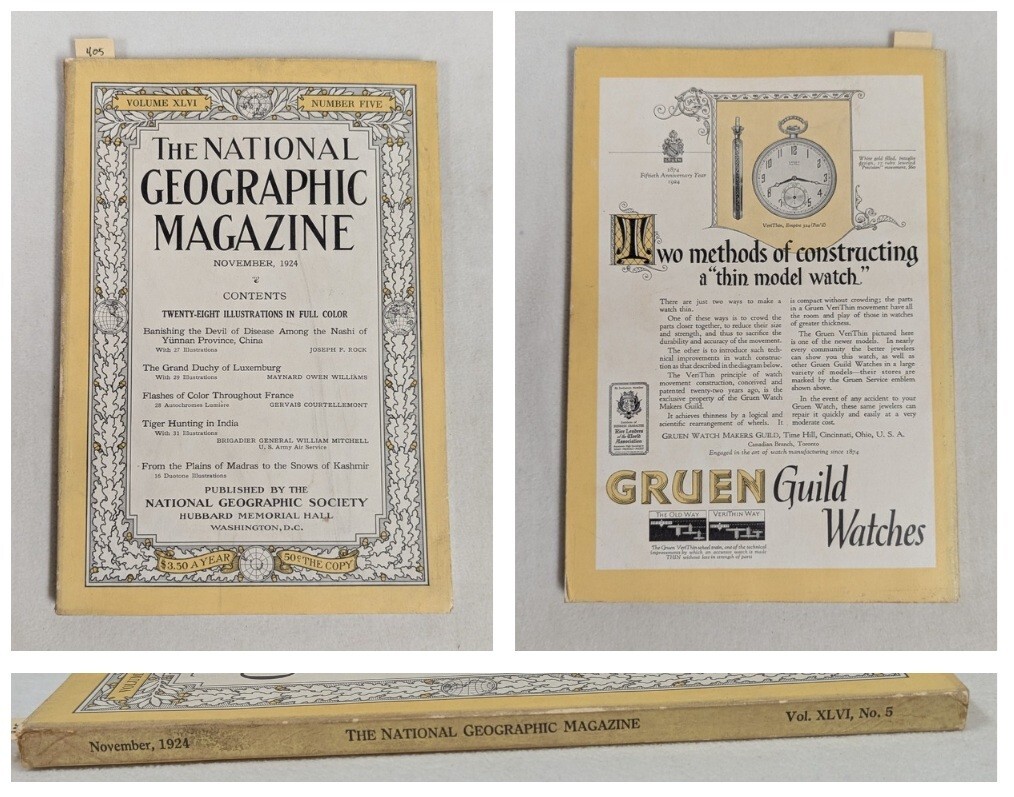 405
VOLUME XLVI
NUMBER FIVE
THE NATIONAL
GEOGRAPHIC
MAGAZINE
NOVEMBER, 1924
CONTENTS
TWENTY-EIGHT ILLUSTRATIONS IN FULL COLOR
Banishing the Devil of Disease Among the Nashi of
Yünnan Province, China
With 37 Illustrations JOSEPH F. ROCK
The Grand Duchy of Luxemburg
With 29 Illustrations MAYNARD OWEN WILLIAMS
Flashes of Color Throughout France
28 Autochromes Lumière GERVAIS COURTELLEMONT
Tiger Hunting in India
With 31 Illustrations
BRIGADIER GENERAL WILLIAM MITCHELL
U. S. Army Air Service
From the Plains of Madras to the Snows of Kashmir
16 Duotone Illustrations
PUBLISHED BY THE
NATIONAL GEOGRAPHIC SOCIETY
HUBBARD MEMORIAL HALL
WASHINGTON, D.C.
$3.50 A YEAR
50¢ THE COPY
GRUEN
1874
Fiftieth Anniversary Year
1924
VeriThin
Two methods of constructing
a "thin model watch"
There are just two ways to make a
watch thin.
One of these ways is to crowd the
parts closer together, to reduce their size
and strength, and thus to sacrifice the
durability and accuracy of the movement.
The other is to introduce such tech-
nical improvements in watch construc-
tion as that described in the diagram below.
The VeriThin principle of watch
movement construction, conceived and
patented twenty-two years ago, is the
exclusive property of the Gruen Watch
Makers Guild.
It achieves thinness by a logical and
scientific rearrangement of wheels. It
is compact without crowding; the parts
in a Gruen VeriThin movement have all
the room and play of those in watches
of greater thickness.
The Gruen VeriThin pictured here
is one of the newer models. In nearly
every community the better jewelers
can show you this watch, as well as
other Gruen Guild Watches in a large
variety of models—their stores are
marked by the Gruen Service emblem
shown above.
In the event of any accident to your
Gruen Watch, these same jewelers can
repair it quickly and easily at a very
moderate cost.
GRUEN WATCH MAKERS GUILD, Time Hill, Cincinnati, Ohio, U. S. A.
Canadian Branch, Toronto
Engaged in the art of watch manufacturing since 1874
GRUEN Guild
Watches
THE OLD WAY
VERITHIN WAY
November, 1924
THE NATIONAL GEOGRAPHIC MAGAZINE
Vol. XLVI, No. 5